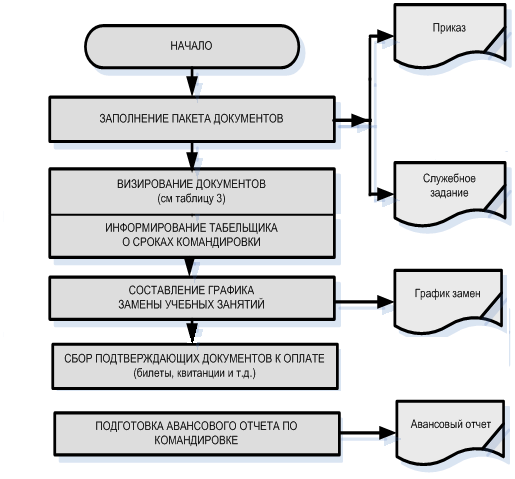 НАЧАЛО
Приказ
ЗАПОЛНЕНИЕ ПАКЕТА ДОКУМЕНТОВ
Служебное
задание
ВИЗИРОВАНИЕ ДОКУМЕНТОВ
(см таблицу 3)
ИНФОРМИРОВАНИЕ ТАБЕЛЬЩИКА
О СРОКАХ КОМАНДИРОВКИ
СОСТАВЛЕНИЕ ГРАФИКА
ЗАМЕНЫ УЧЕБНЫХ ЗАНЯТИЙ
График замен
СБОР ПОДТВЕРЖДАЮЩИХ ДОКУМЕНТОВ К ОПЛАТЕ
(билеты, квитанции и т.д.)
ПОДГОТОВКА АВАНСОВОГО ОТЧЕТА ПО
КОМАНДИРОВКЕ
Авансовый отчет